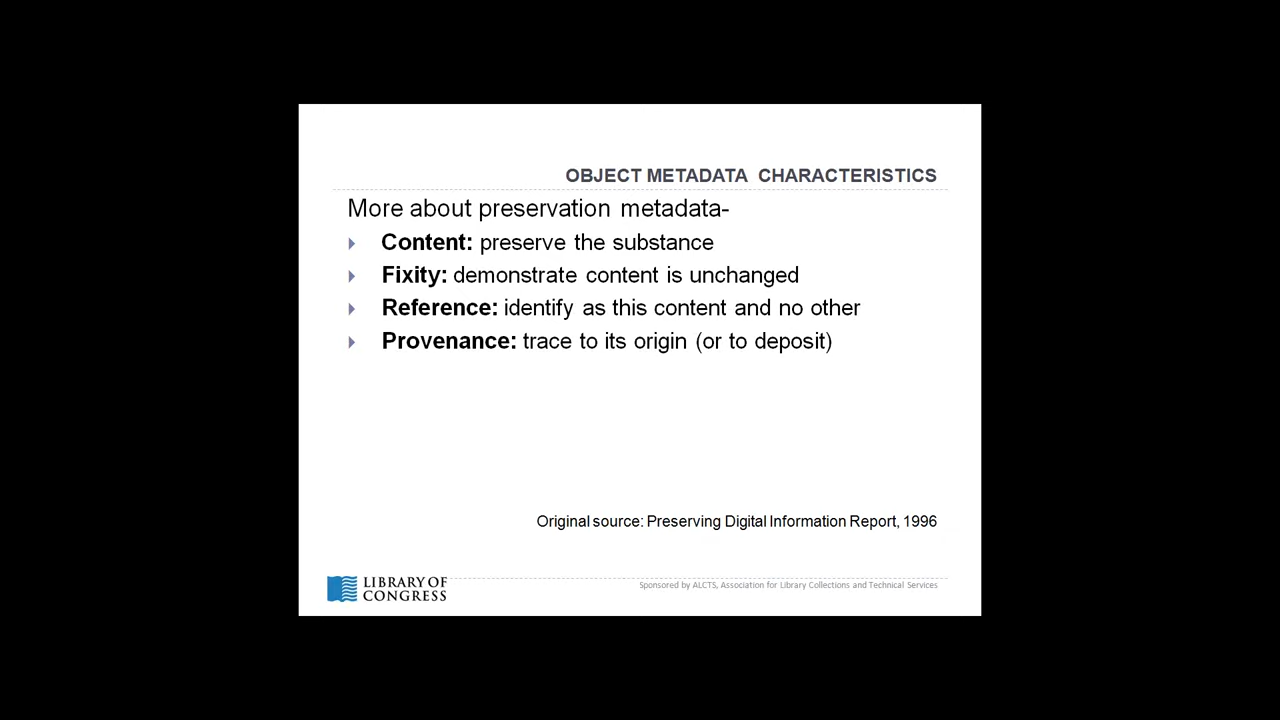 OBJECT METADATA CHARACTERISTICS
More about preservation metadata-
Content: preserve the substance
Fixity: demonstrate content is unchanged
Reference: identify as this content and no other
Provenance: trace to its origin (or to deposit)
Original source: Preserving Digital Information Report, 1996
LIBRARY OF
CONGRESS
Sponsored by ALCTS, Association for Library Collections and Technical Services